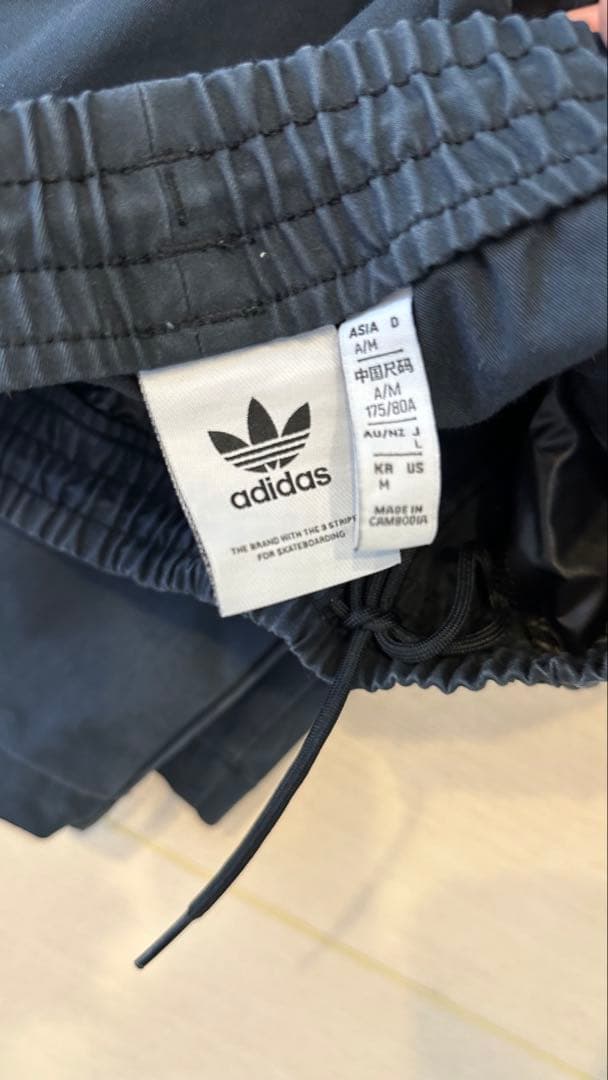 adidas
THE BRAND WITH THE 3 STRIPE
FOR SKATEBOARDING
ASIA D
A/M
中国尺码
A/M
175/80A
AU/NZ J
L
KR US
M
MADE IN
CAMBODIA